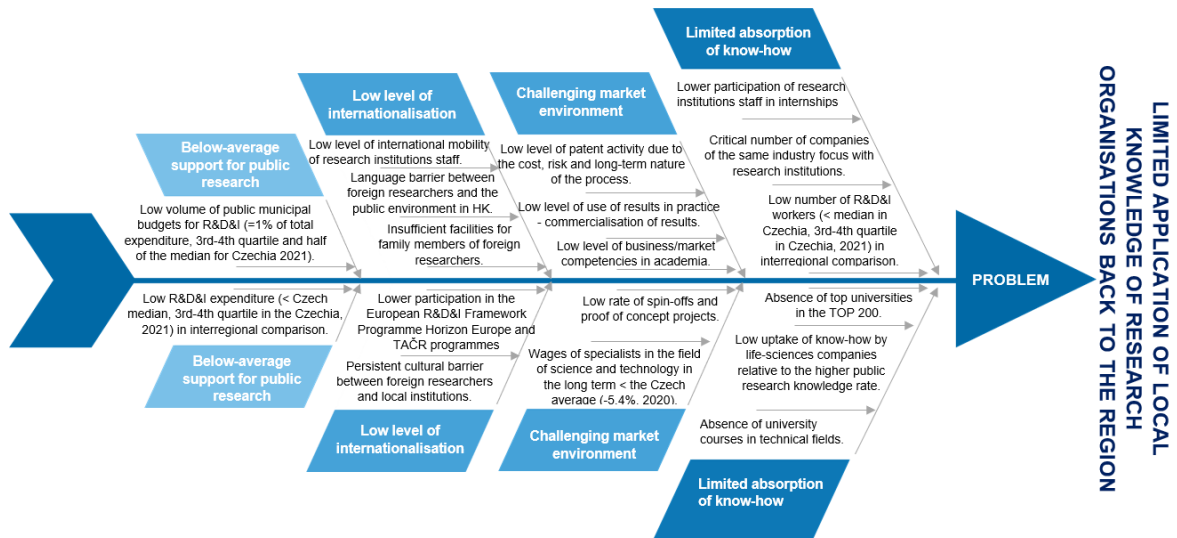 Limited absorption
of know-how
Lower participation of research
institutions staff in internships
Critical number of companies
of the same industry focus with
research institutions.
Low number of R&D&I
workers (< median in
Czechia, 3rd-4th quartile
in Czechia, 2021) in
interregional comparison.
Challenging market
environment
Low level of patent activity due to
the cost, risk and long-term nature
of the process.
Low level of use of results in practice
- commercialisation of results.
Low level of business/market
competencies in academia.
Low level of
internationalisation
Low level of international mobility
of research institutions staff.
Language barrier between
foreign researchers and the
public environment in HK.
Insufficient facilities for
family members of foreign
researchers.
Below-average
support for public
research
Low volume of public municipal
budgets for R&D&I (=1% of total
expenditure, 3rd-4th quartile and half
of the median for Czechia 2021).
PROBLEM
LIMITED APPLICATION OF LOCAL
KNOWLEDGE OF RESEARCH
ORGANISATIONS BACK TO THE REGION
Low R&D&I expenditure (< Czech
median, 3rd-4th quartile in the Czechia,
2021) in interregional comparison.
Below-average
support for public
research
Lower participation in the
European R&D&I Framework
Programme Horizon Europe and
TAČR programmes
Persistent cultural barrier
between foreign researchers
and local institutions.
Low level of
internationalisation
Low rate of spin-offs and
proof of concept projects.
Wages of specialists in the field
of science and technology in
the long term < the Czech
average (-5.4%, 2020).
Challenging market
environment
Absence of top universities
in the TOP 200.
Low uptake of know-how by
life-sciences companies
relative to the higher public
research knowledge rate.
Absence of university
courses in technical fields.
Limited absorption
of know-how